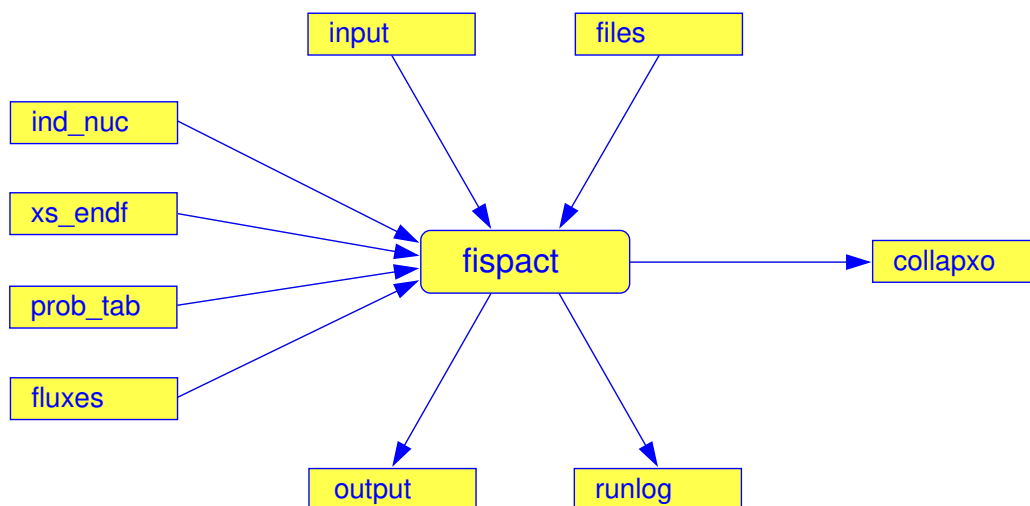 input
files
ind_nuc
xs_endf
fispact
collapxo
prob_tab
fluxes
output
runlog